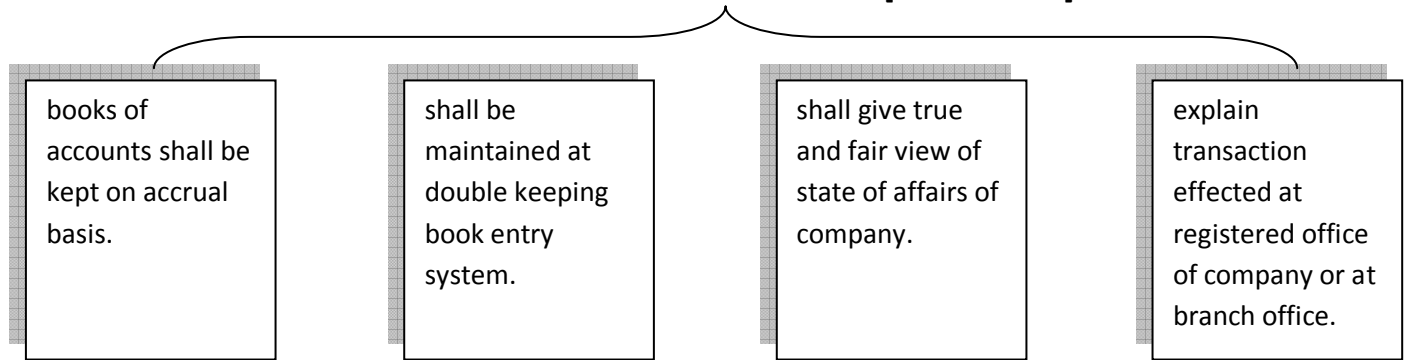 books of
accounts shall be
kept on accrual
basis.
shall be
maintained at
double keeping
book entry
system.
shall give true
and fair view of
state of affairs of
company.
explain
transaction
effected at
registered office
of company or at
branch office.